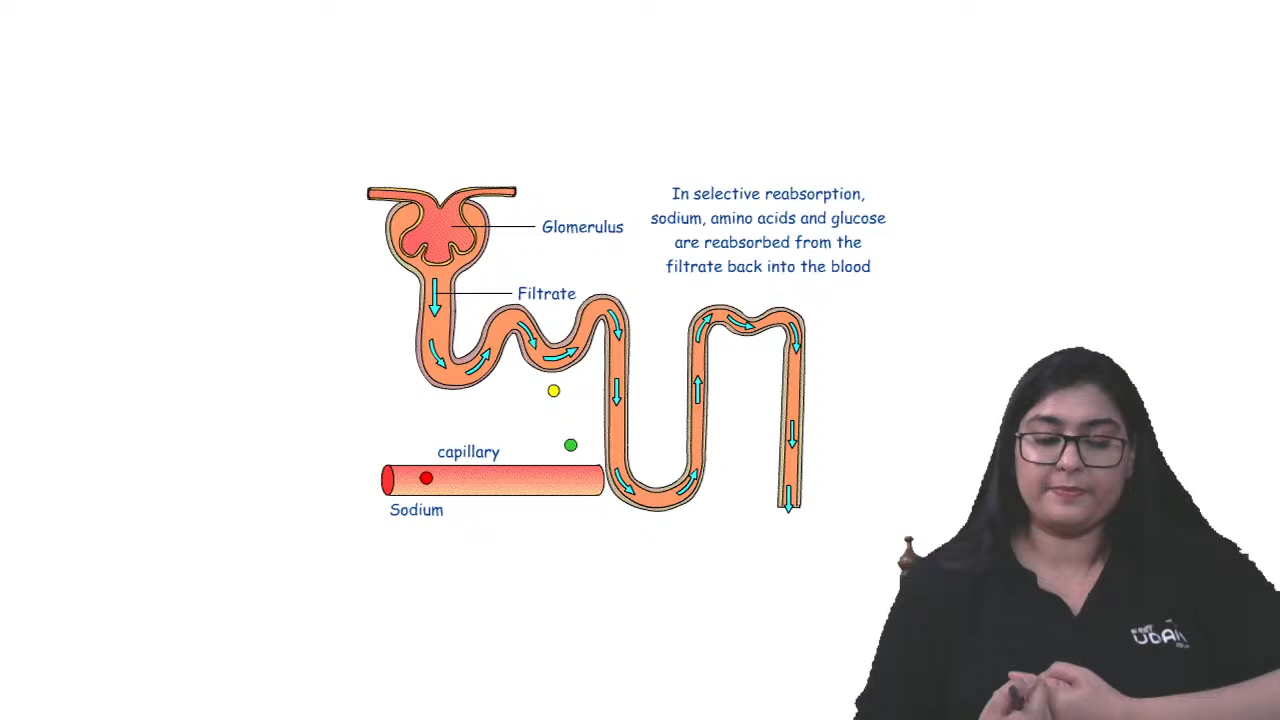 In selective reabsorption,
sodium, amino acids and glucose
are reabsorbed from the
filtrate back into the blood
Glomerulus
Filtrate
capillary
Sodium
UDAN